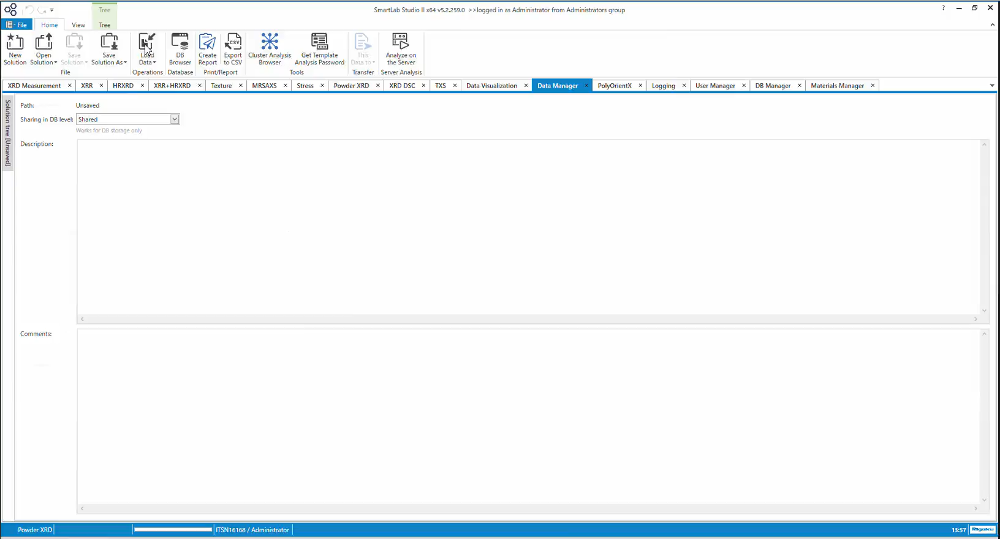 Tree
SmartLab Studio II x64 v5.2.259.0 >>logged in as Administrator from Administrators group
?
File Home View Tree
New Solution
Open Solution
Save Solution
Save Solution As
Load Data
DB Browser
Create Report
CSV
Export to CSV
Cluster Analysis Browser
Get Template Analysis Password
This Data to
Analyze on the Server
File Operations Database Print/Report Tools Transfer Server Analysis
XRD Measurement XRR HRXRD XRR+HRXRD Texture MRSAXS Stress Powder XRD XRD DSC TXS Data Visualization Data Manager PolyOrientX Logging User Manager DB Manager Materials Manager
Solution tree [Unsaved]
Path: Unsaved
Sharing in DB level: Shared
Works for DB storage only
Description:
Comments:
Powder XRD ITSN16168 / Administrator 13:57 Rigaku